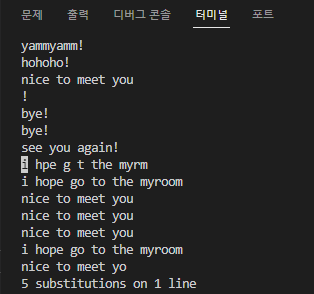 문제 출력 디버그 콘솔 터미널 포트
yammyamm!
hohoho!
nice to meet you
!
bye!
bye!
see you again!
i hpe g t the myrm
i hope go to the myroom
nice to meet you
nice to meet you
nice to meet you
i hope go to the myroom
nice to meet yo
5 substitutions on 1 line